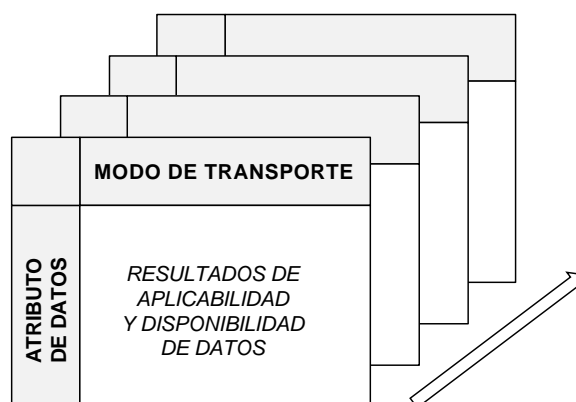 MODO DE TRANSPORTE
ATRIBUTO
DE DATOS
RESULTADOS DE
APLICABILIDAD
Y DISPONIBILIDAD
DE DATOS